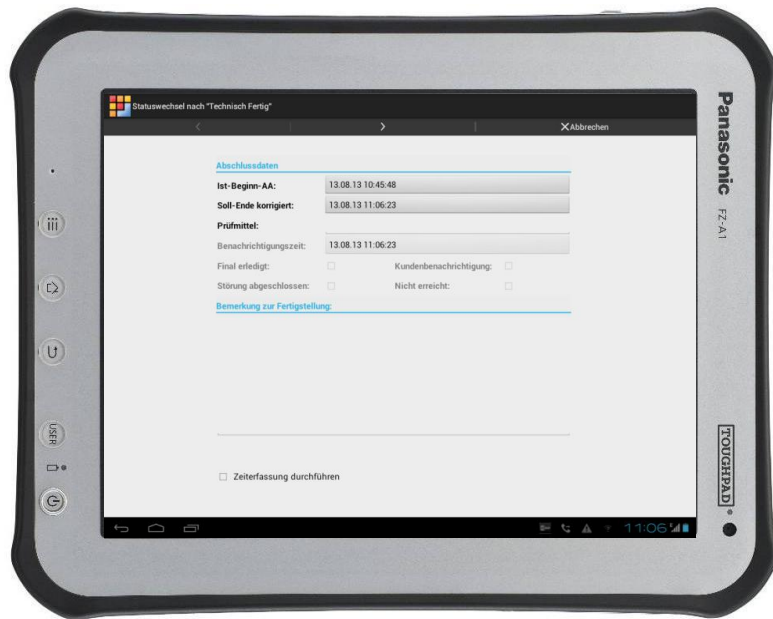 Statuswechsel nach "Technisch Fertig"
< > ✕Abbrechen
Abschlussdaten
Ist-Beginn-AA: 13.08.13 10:45:48
Soll-Ende korrigiert: 13.08.13 11:06:23
Prüfmittel:
Benachrichtigungszeit: 13.08.13 11:06:23
Final erledigt: Kundenbenachrichtigung:
Störung abgeschlossen: Nicht erreicht:
Bemerkung zur Fertigstellung:
Zeiterfassung durchführen
11:06
USER
Panasonic
FZ-A1
TOUGHPAD